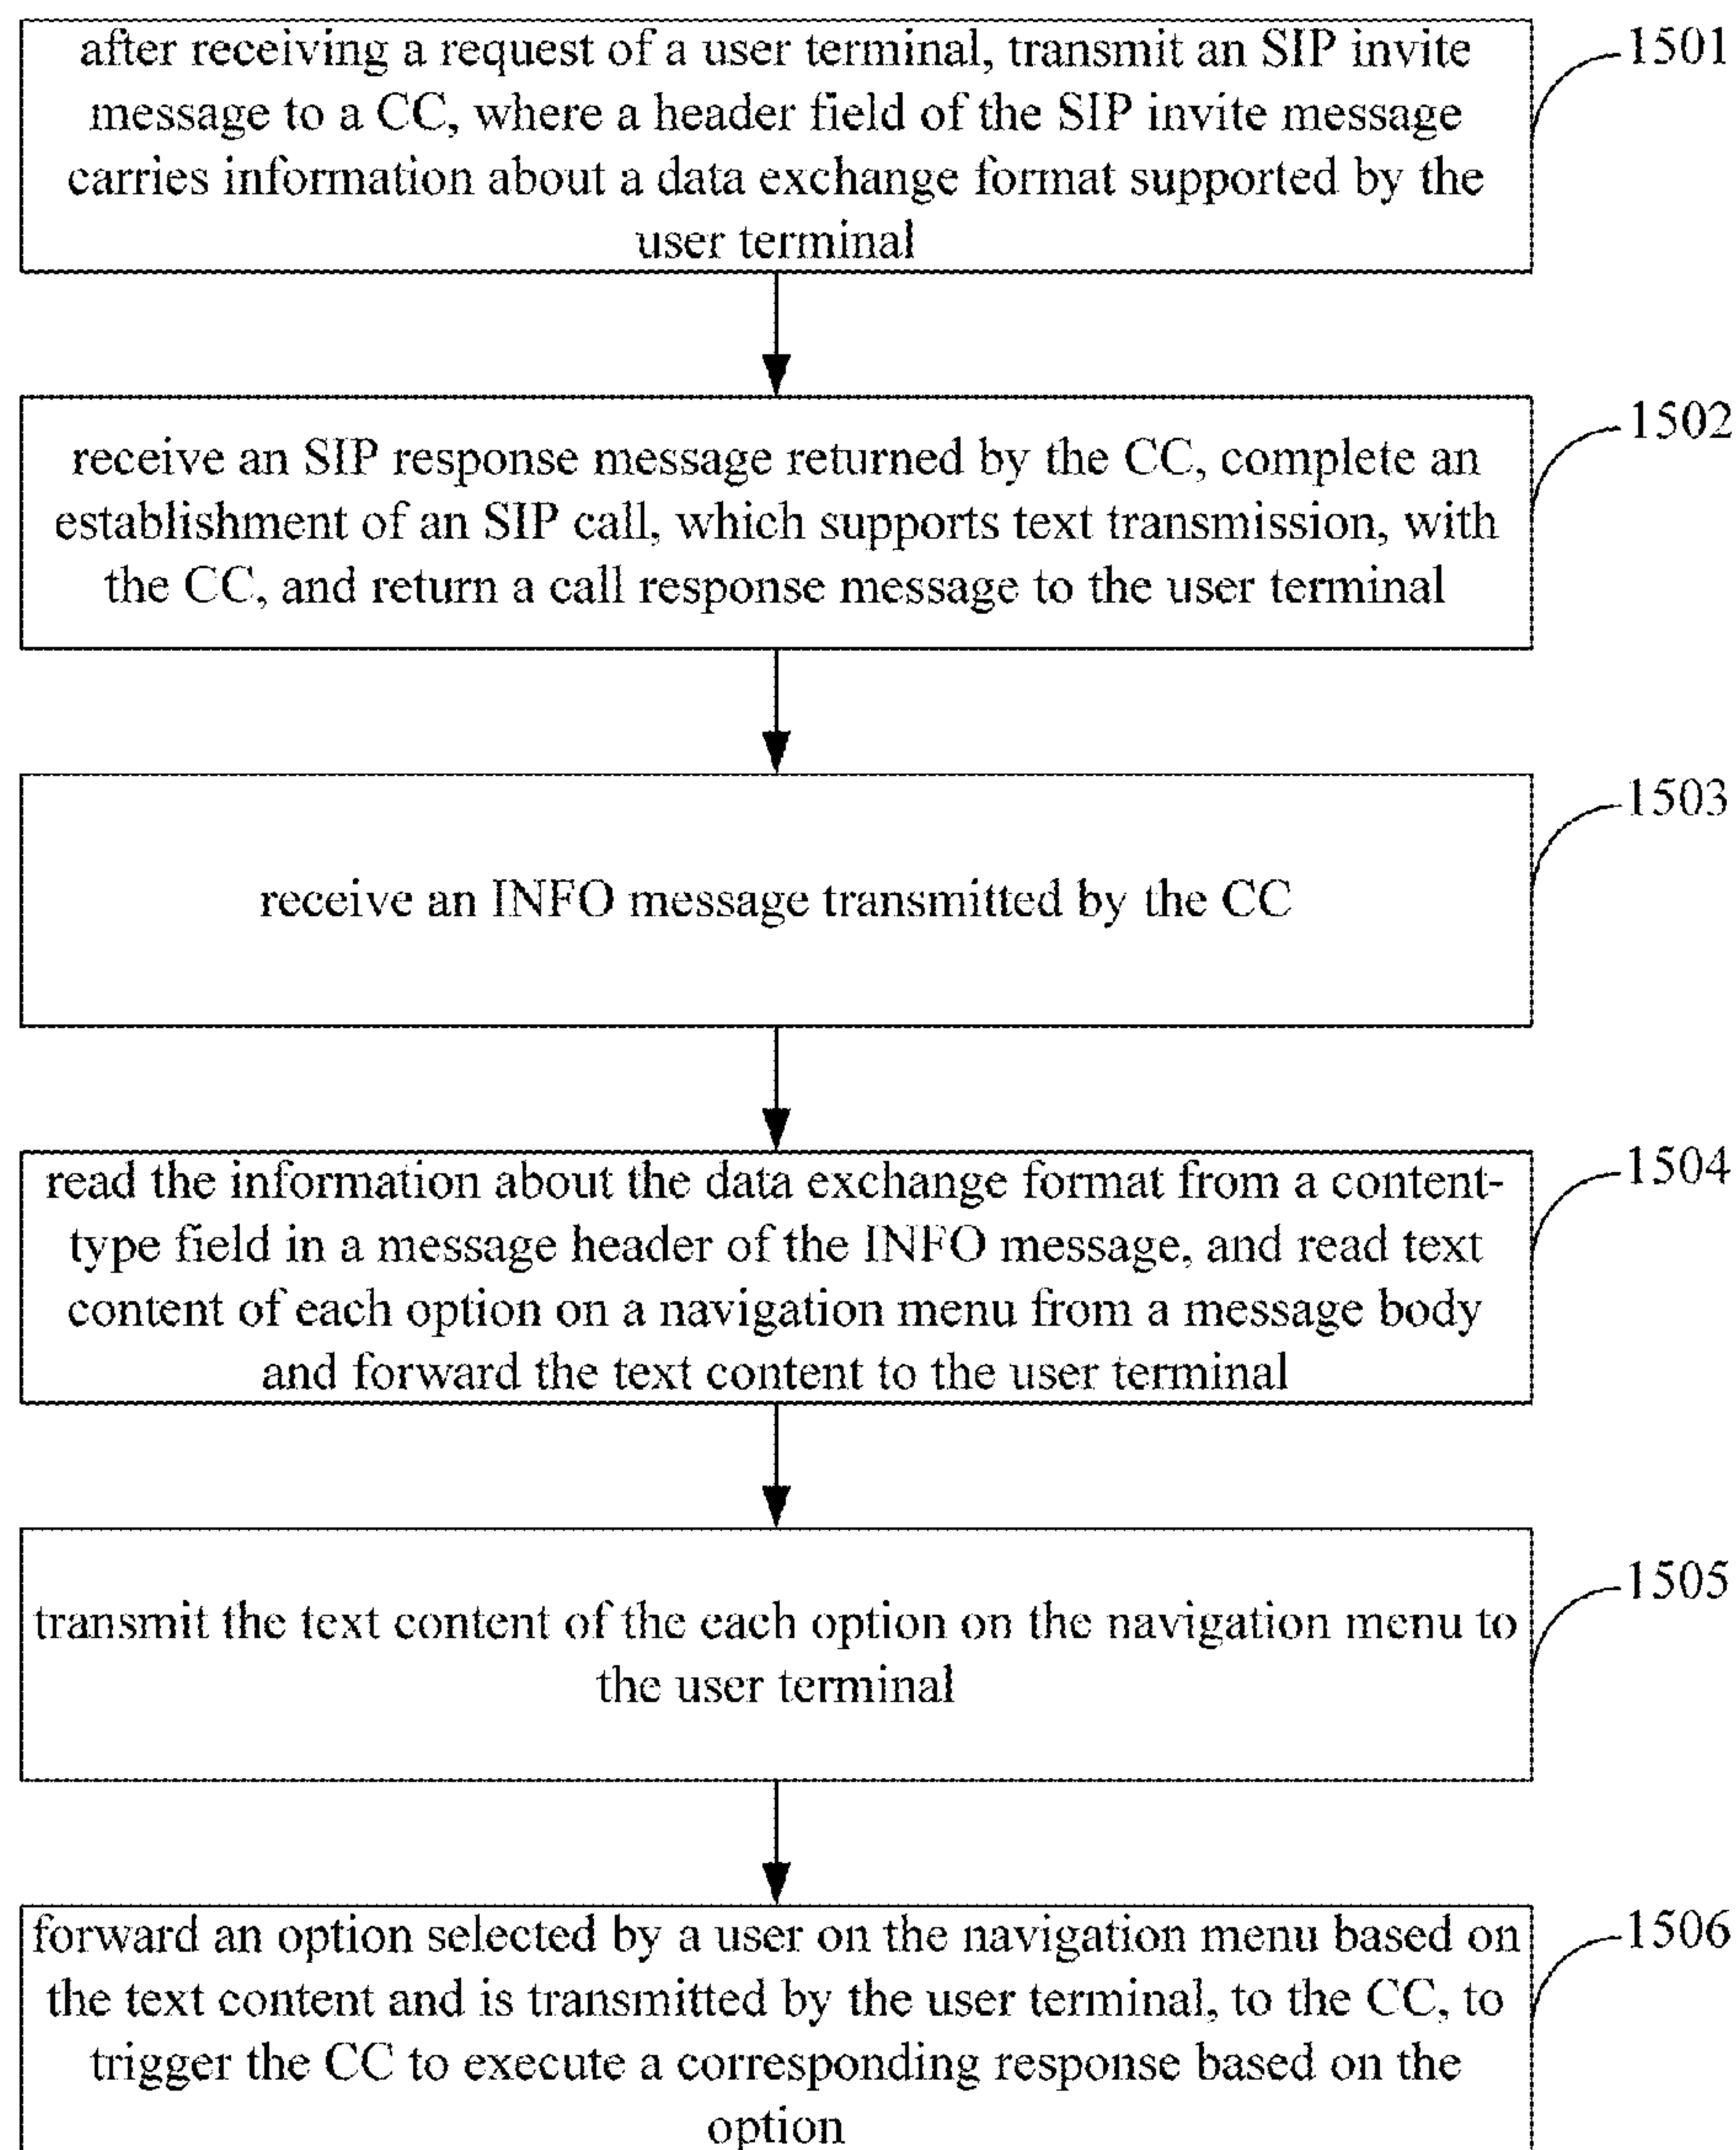 after receiving a request of a user terminal, transmit an SIP invite
message to a CC, where a header field of the SIP invite message
carries information about a data exchange format supported by the
user terminal
1501
receive an SIP response message returned by the CC, complete an
establishment of an SIP call, which supports text transmission, with
the CC, and return a call response message to the user terminal
1502
receive an INFO message transmitted by the CC
1503
read the information about the data exchange format from a content-
type field in a message header of the INFO message, and read text
content of each option on a navigation menu from a message body
and forward the text content to the user terminal
1504
transmit the text content of the each option on the navigation menu to
the user terminal
1505
forward an option selected by a user on the navigation menu based on
the text content and is transmitted by the user terminal, to the CC, to
trigger the CC to execute a corresponding response based on the
option
1506